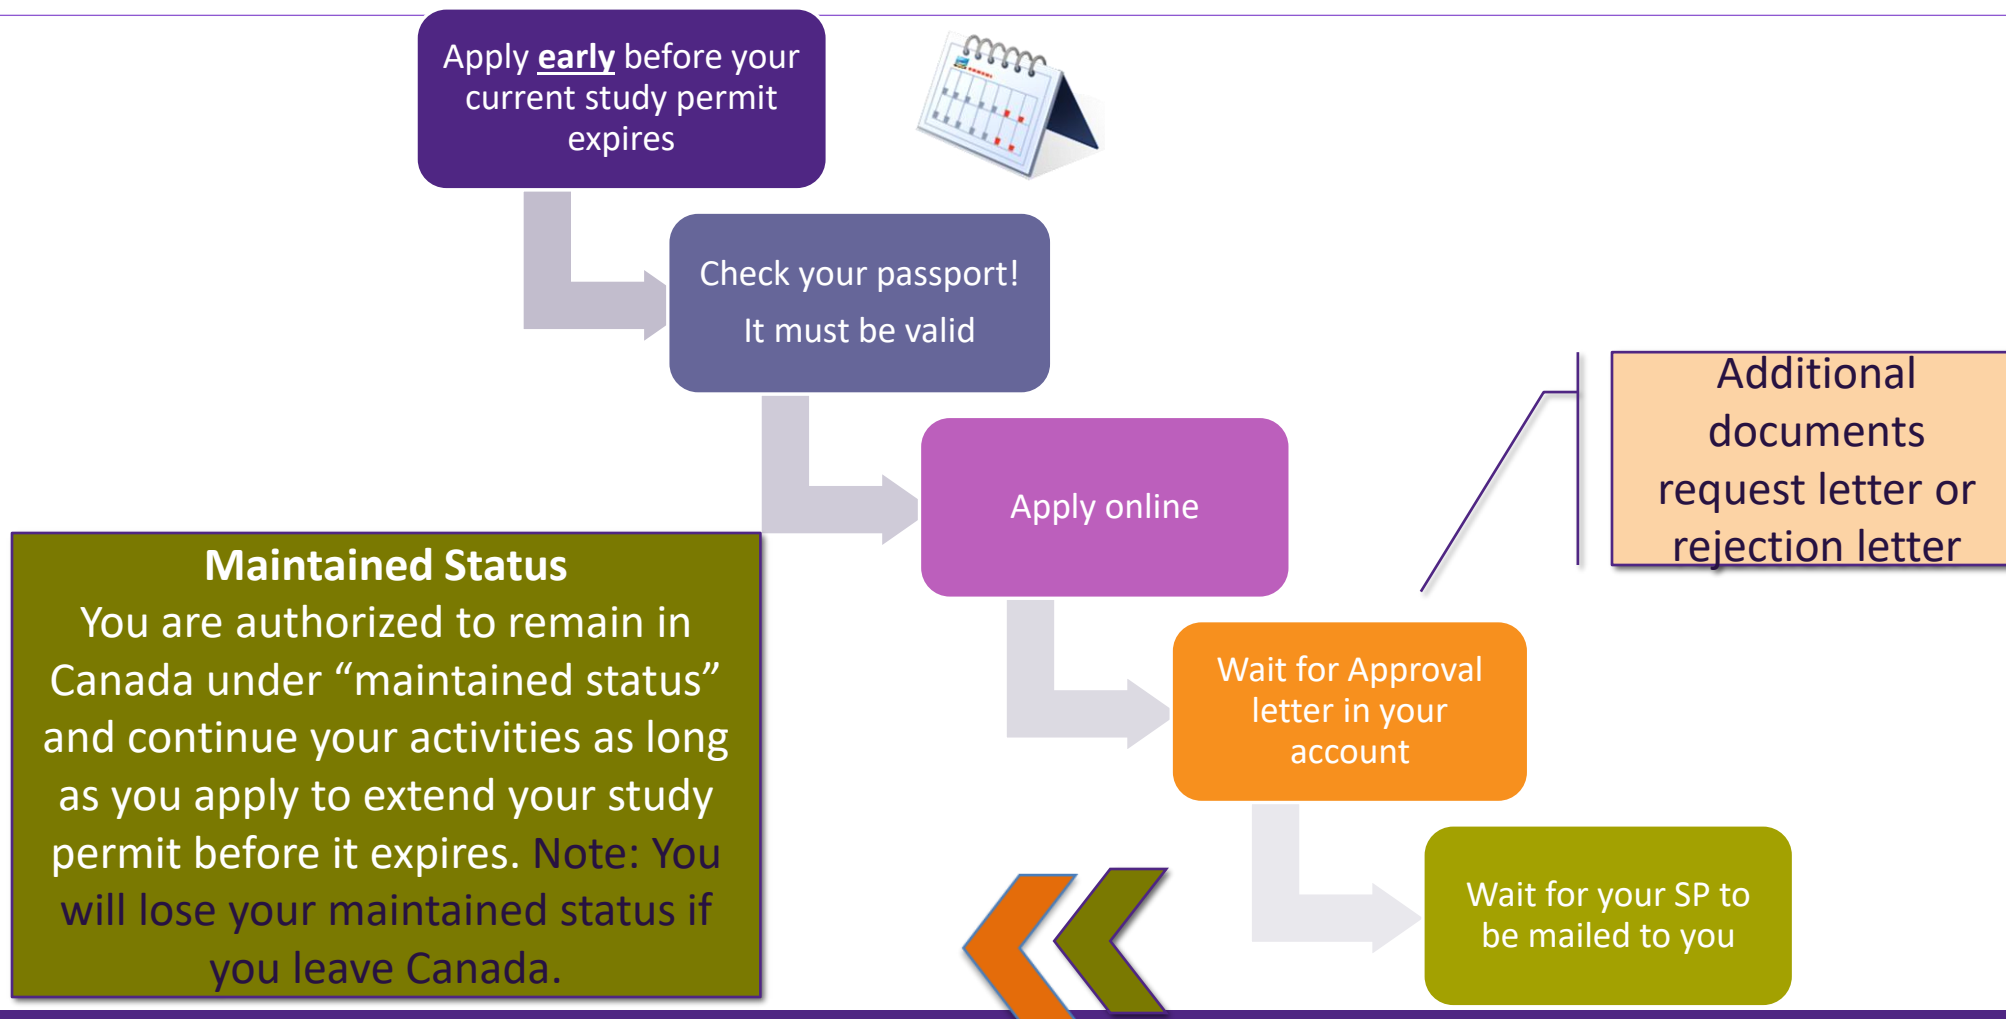 Apply early before your
current study permit
expires
Check your passport!
It must be valid
Apply online
Additional
documents
request letter or
rejection letter
Maintained Status
You are authorized to remain in
Canada under “maintained status”
and continue your activities as long
as you apply to extend your study
permit before it expires. Note: You
will lose your maintained status if
you leave Canada.
Wait for Approval
letter in your
account
Wait for your SP to
be mailed to you